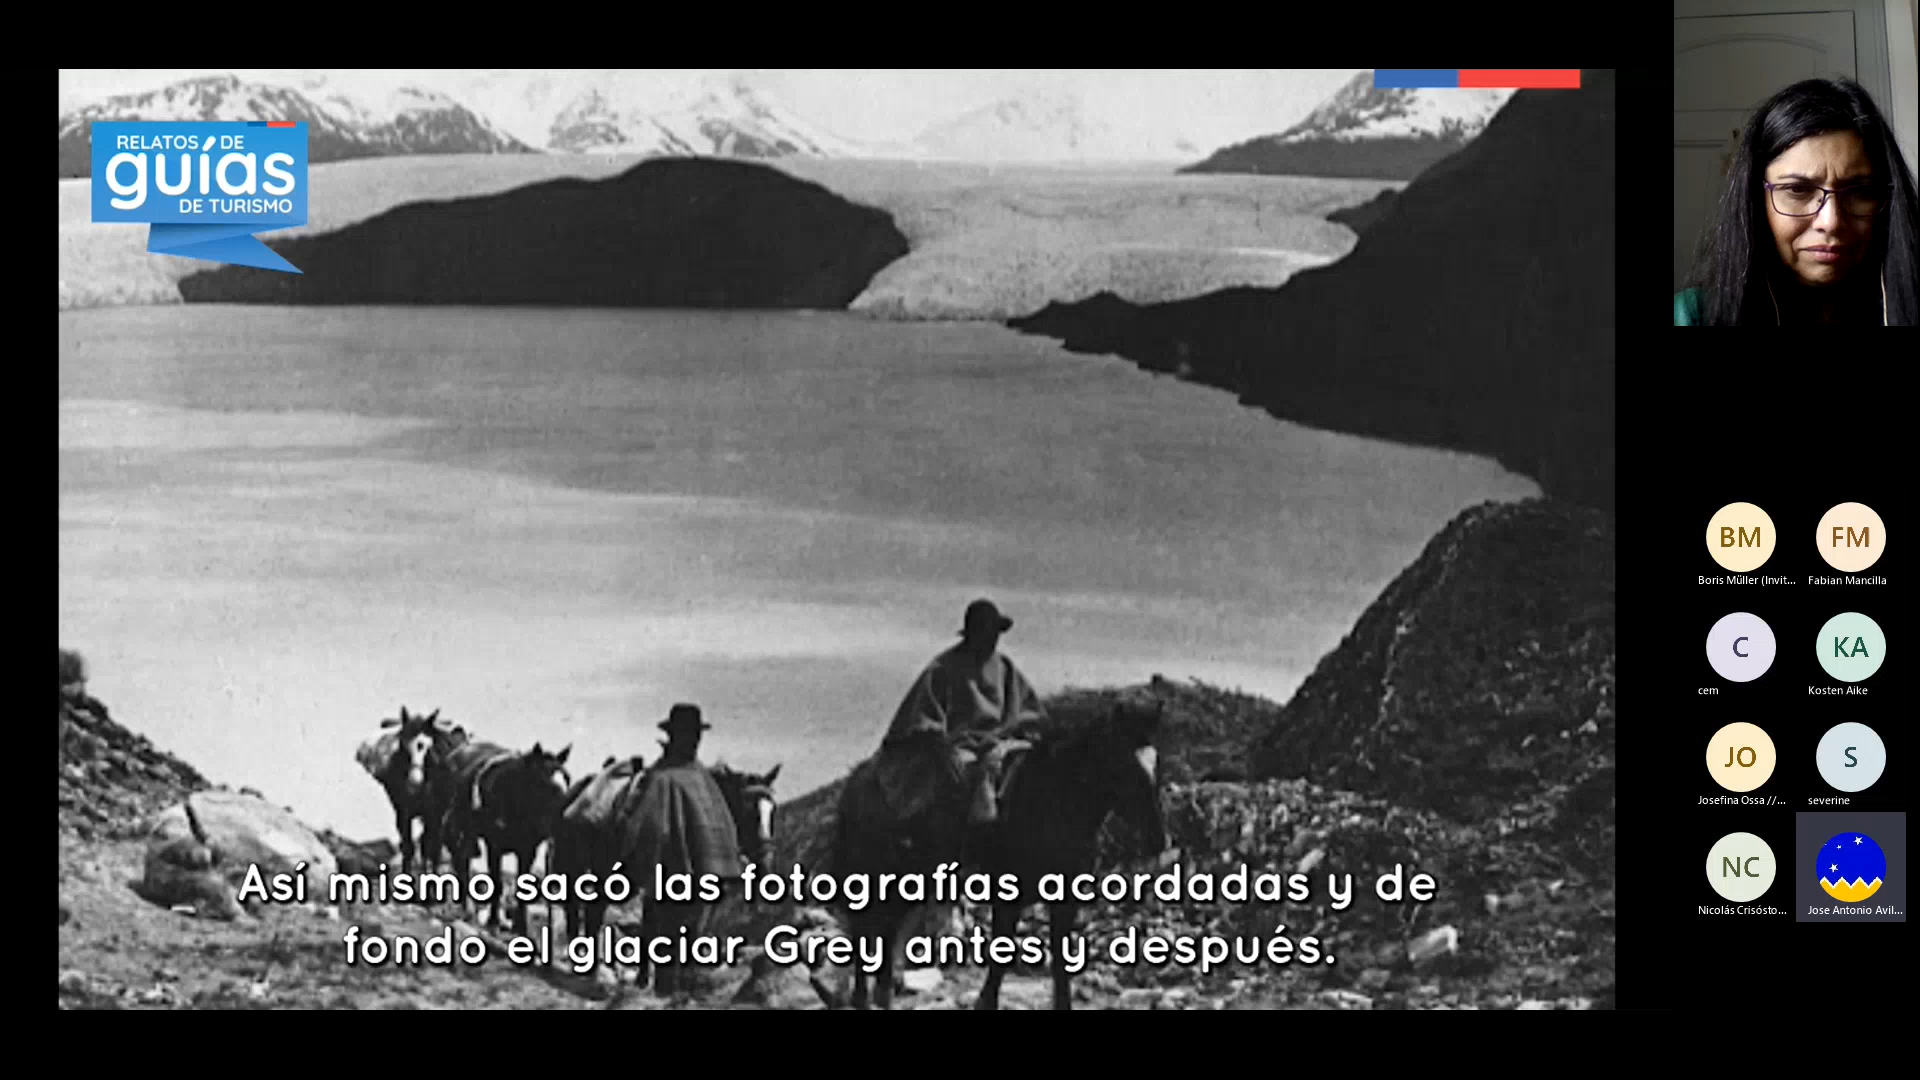 RELATOS DE
guías
DE TURISMO
Así mismo sacó las fotografías acordadas y de
fondo el glaciar Grey antes y después.
BM
Boris Müller (Invit...
FM
Fabian Mancilla
C
cem
KA
Kosten Aike
JO
Josefina Ossa //...
S
severine
NC
Nicolás Crisósto...
Jose Antonio Avil...